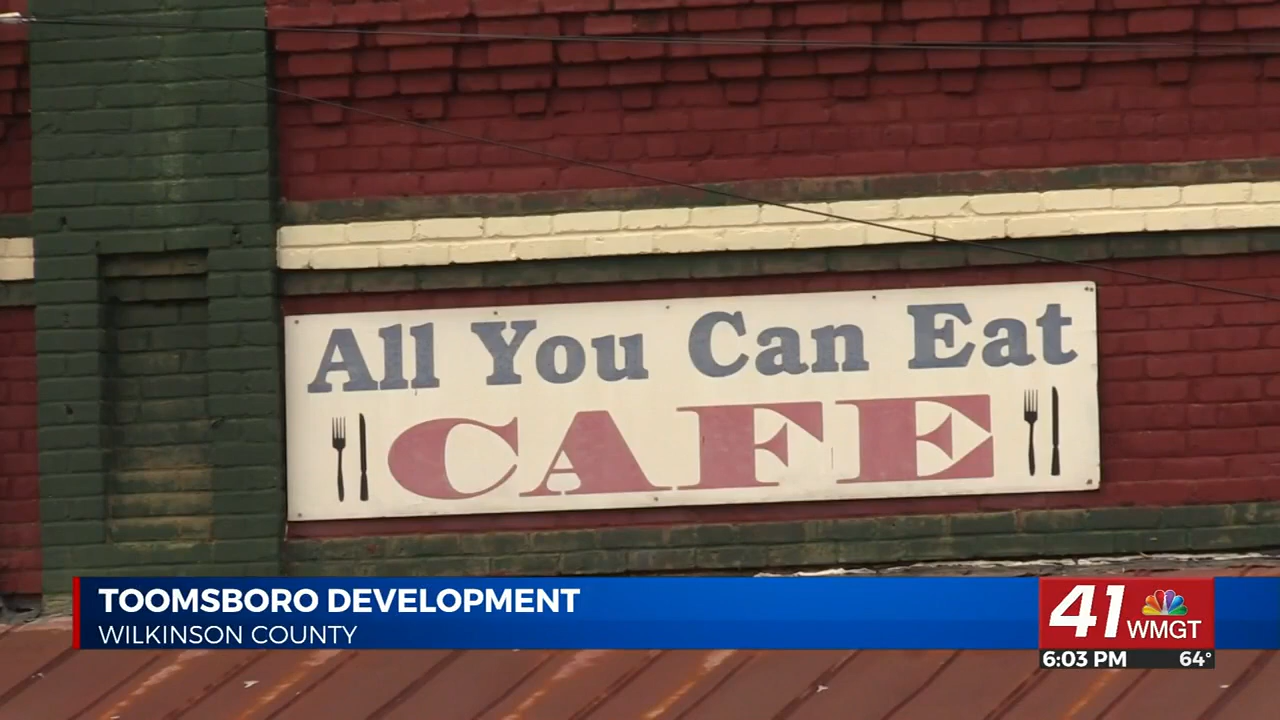 All You Can Eat
CAFE
TOOMSBORO DEVELOPMENT
WILKINSON COUNTY
41
WMGT
6:03 PM 64°